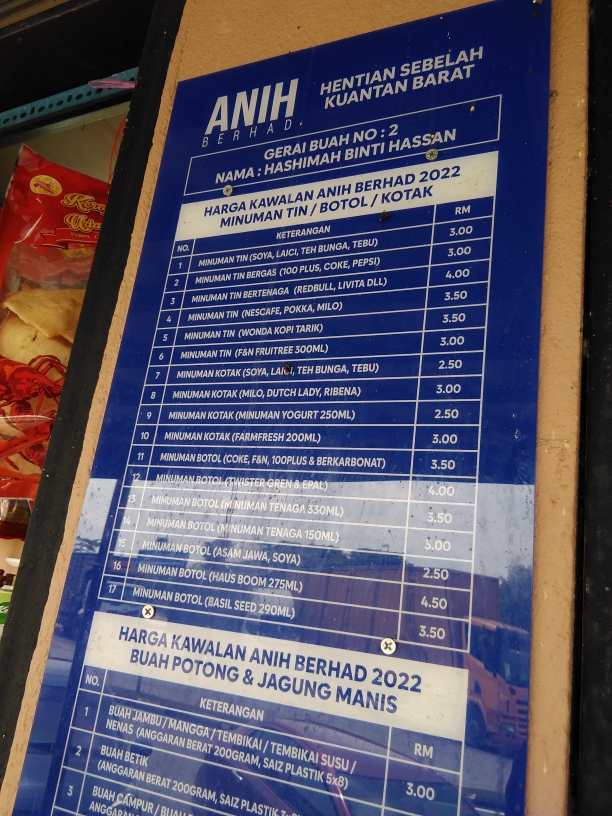 ANIH
BERHAD
HENTIAN SEBELAH
KUANTAN BARAT
GERAI BUAH NO : 2
NAMA : HASHIMAH BINTI HASSAN
HARGA KAWALAN ANIH BERHAD 2022
MINUMAN TIN / BOTOL / KOTAK
NO. KETERANGAN RM
1 MINUMAN TIN (SOYA, LAICI, TEH BUNGA, TEBU) 3.00
2 MINUMAN TIN BERGAS (100 PLUS, COKE, PEPSI) 3.00
3 MINUMAN TIN BERTENAGA (REDBULL, LIVITA DLL) 4.00
4 MINUMAN TIN (NESCAFE, POKKA, MILO) 3.50
5 MINUMAN TIN (WONDA KOPI TARIK) 3.50
6 MINUMAN TIN (F&N FRUITREE 300ML) 3.00
7 MINUMAN KOTAK (SOYA, LAICI, TEH BUNGA, TEBU) 2.50
8 MINUMAN KOTAK (MILO, DUTCH LADY, RIBENA) 3.00
9 MINUMAN KOTAK (MINUMAN YOGURT 250ML) 2.50
10 MINUMAN KOTAK (FARMFRESH 200ML) 3.00
11 MINUMAN BOTOL (COKE, F&N, 100PLUS & BERKARBONAT) 3.50
12 MINUMAN BOTOL (TWISTER OREN & EPAL) 4.00
13 MINUMAN BOTOL (MINUMAN TENAGA 330ML) 3.50
14 MINUMAN BOTOL (MINUMAN TENAGA 150ML) 3.00
15 MINUMAN BOTOL (ASAM JAWA, SOYA) 2.50
16 MINUMAN BOTOL (HAUS BOOM 275ML) 4.50
17 MINUMAN BOTOL (BASIL SEED 290ML) 3.50
HARGA KAWALAN ANIH BERHAD 2022
BUAH POTONG & JAGUNG MANIS
NO. KETERANGAN RM
1 BUAH JAMBU / MANGGA / TEMBIKAI / TEMBIKAI SUSU /
NENAS (ANGGARAN BERAT 200GRAM, SAIZ PLASTIK 5x8) 3.00
2 BUAH BETIK
(ANGGARAN BERAT 200GRAM, SAIZ PLASTIK
3 BUAH CAMPUR / BUAH